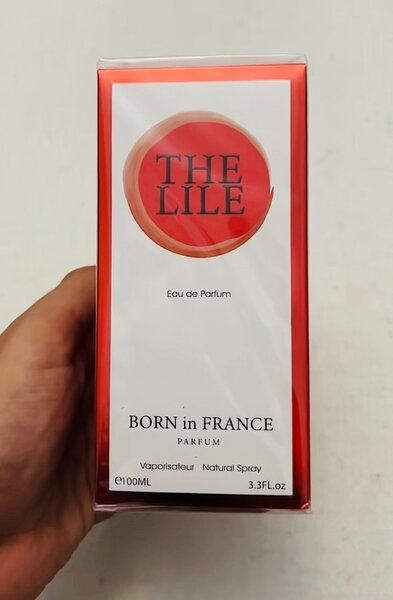 THE
LILE
Eau de Parfum
BORN in FRANCE
PARFUM
Vaporisateur Natural Spray
℮100ML 3.3FL.oz